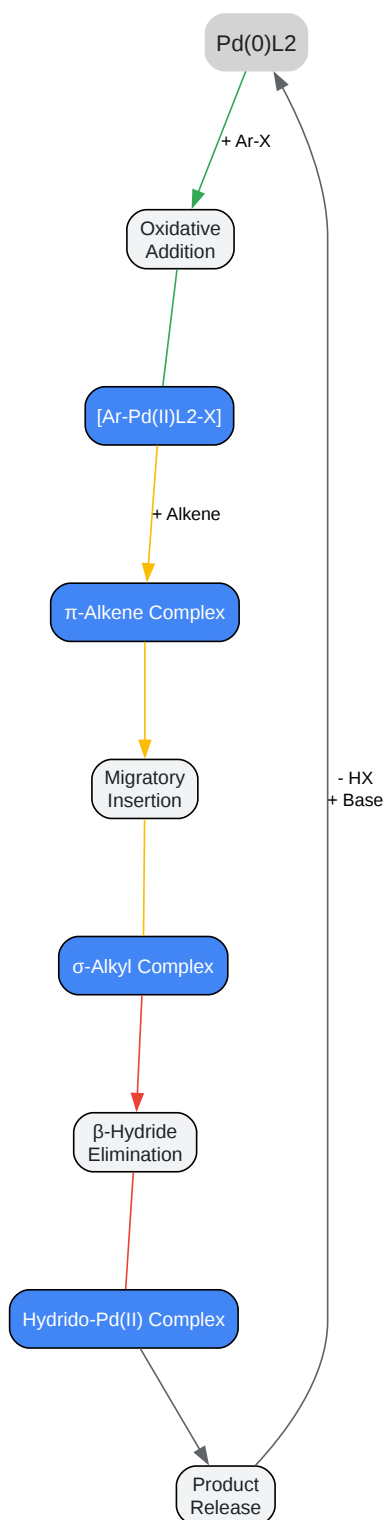 Pd(0)L2
+ Ar-X
Oxidative
Addition
[Ar-Pd(II)L2-X]
+ Alkene
π-Alkene Complex
Migratory
Insertion
- HX
+ Base
σ-Alkyl Complex
β-Hydride
Elimination
Hydrido-Pd(II) Complex
Product
Release